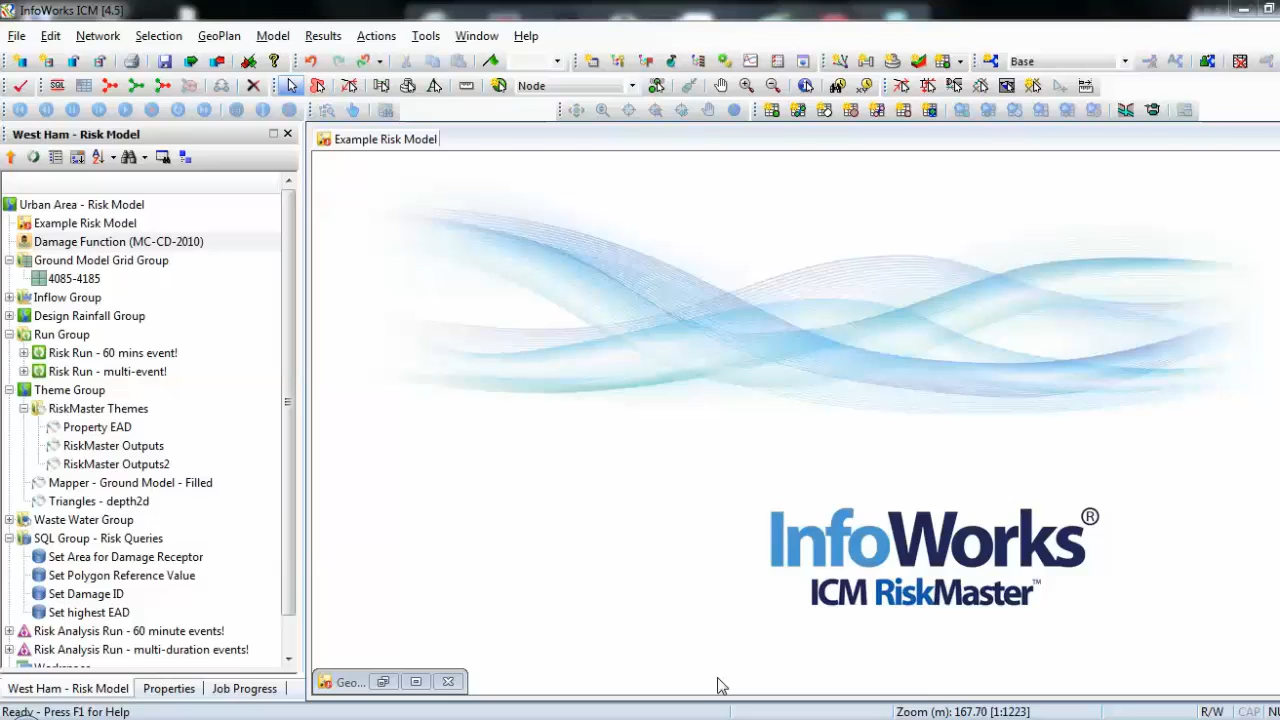 InfoWorks ICM [4.5]
File Edit Network Selection GeoPlan Model Results Actions Tools Window Help
Base
SQL Node
West Ham - Risk Model
Example Risk Model
Urban Area - Risk Model
Example Risk Model
Damage Function (MC-CD-2010)
Ground Model Grid Group
4085-4185
Inflow Group
Design Rainfall Group
Run Group
Risk Run - 60 mins event!
Risk Run - multi-event!
Theme Group
RiskMaster Themes
Property EAD
RiskMaster Outputs
RiskMaster Outputs2
Mapper - Ground Model - Filled
Triangles - depth2d
Waste Water Group
SQL Group - Risk Queries
Set Area for Damage Receptor
Set Polygon Reference Value
Set Damage ID
Set highest EAD
Risk Analysis Run - 60 minute events!
Risk Analysis Run - multi-duration events!
InfoWorks®
ICM RiskMaster™
Geo...
West Ham - Risk Model Properties Job Progress
Ready - Press F1 for Help Zoom (m): 167.70 [1:1223] R/W CAP